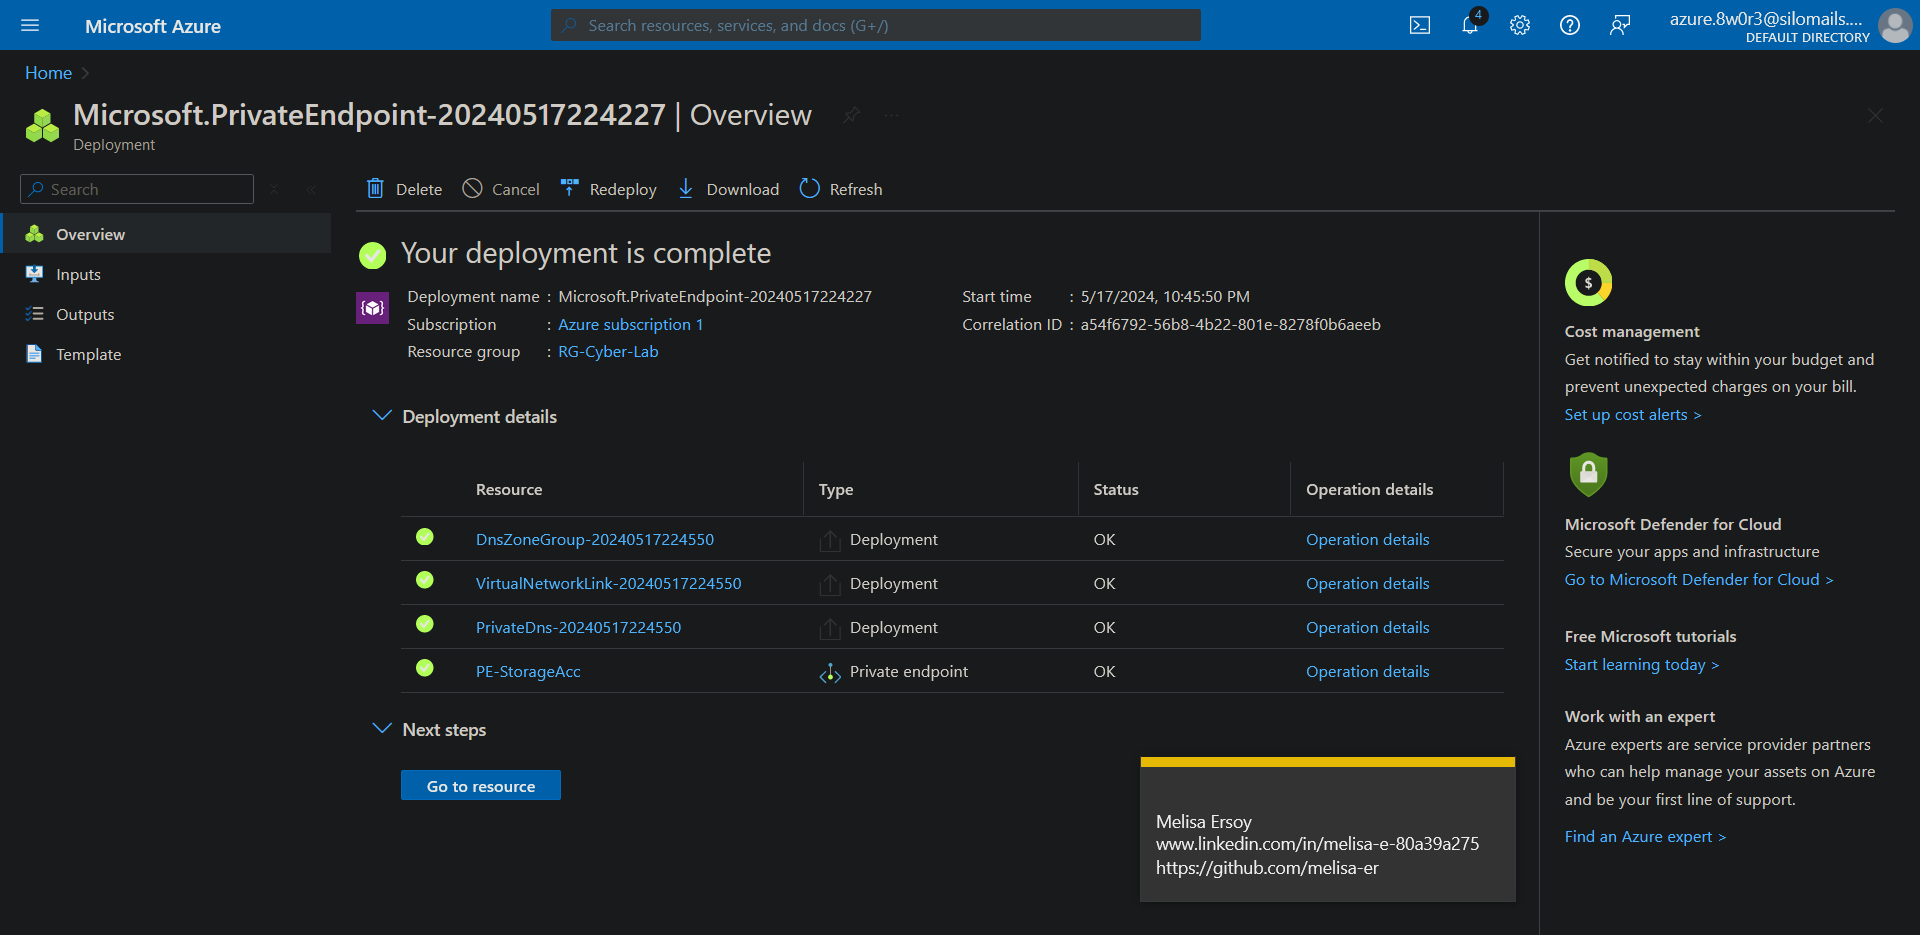 Microsoft Azure
Search resources, services, and docs (G+/)
4
azure.8w0r3@silomails....
DEFAULT DIRECTORY
Home
Microsoft.PrivateEndpoint-20240517224227 | Overview
Deployment
Search
Delete
Cancel
Redeploy
Download
Refresh
Overview
Inputs
Outputs
Template
Your deployment is complete
Deployment name : Microsoft.PrivateEndpoint-20240517224227
Subscription : Azure subscription 1
Resource group : RG-Cyber-Lab
Start time : 5/17/2024, 10:45:50 PM
Correlation ID : a54f6792-56b8-4b22-801e-8278f0b6aeeb
Deployment details
Resource Type Status Operation details
DnsZoneGroup-20240517224550 Deployment OK Operation details
VirtualNetworkLink-20240517224550 Deployment OK Operation details
PrivateDns-20240517224550 Deployment OK Operation details
PE-StorageAcc Private endpoint OK Operation details
Next steps
Go to resource
Melisa Ersoy
www.linkedin.com/in/melisa-e-80a39a275
https://github.com/melisa-er
$
Cost management
Get notified to stay within your budget and
prevent unexpected charges on your bill.
Set up cost alerts >
Microsoft Defender for Cloud
Secure your apps and infrastructure
Go to Microsoft Defender for Cloud >
Free Microsoft tutorials
Start learning today >
Work with an expert
Azure experts are service provider partners
who can help manage your assets on Azure
and be your first line of support.
Find an Azure expert >